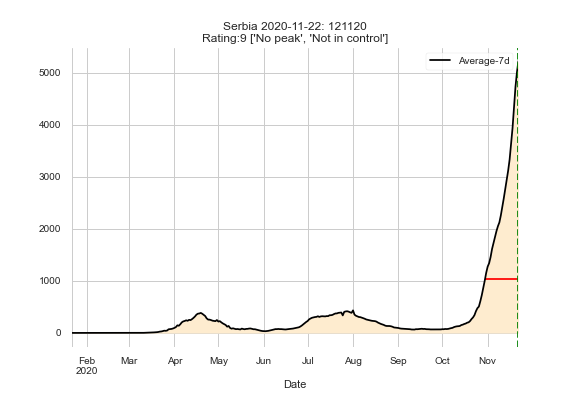 Serbia 2020-11-22: 121120
Rating:9 ['No peak', 'Not in control']
Average-7d
5000
4000
3000
2000
1000
0
Feb Mar Apr May Jun Jul Aug Sep Oct Nov
2020
Date